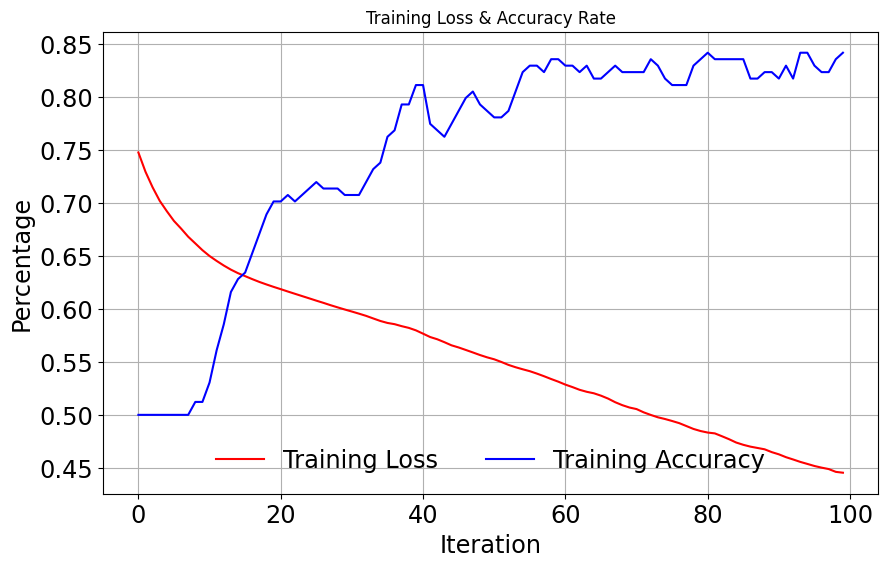 Training Loss & Accuracy Rate
Percentage
0.85
0.80
0.75
0.70
0.65
0.60
0.55
0.50
0.45
Training Loss Training Accuracy
0 20 40 60 80 100
Iteration